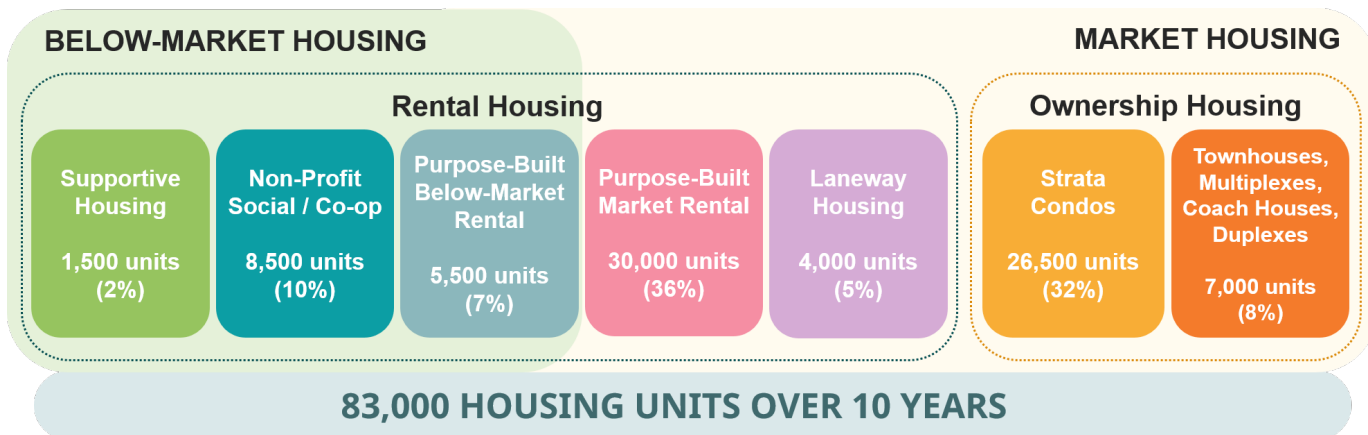 BELOW-MARKET HOUSING
MARKET HOUSING
Rental Housing
Ownership Housing
Supportive
Housing
1,500 units
(2%)
Non-Profit
Social / Co-op
8,500 units
(10%)
Purpose-Built
Below-Market
Rental
5,500 units
(7%)
Purpose-Built
Market Rental
30,000 units
(36%)
Laneway
Housing
4,000 units
(5%)
Strata
Condos
26,500 units
(32%)
Townhouses,
Multiplexes,
Coach Houses,
Duplexes
7,000 units
(8%)
83,000 HOUSING UNITS OVER 10 YEARS